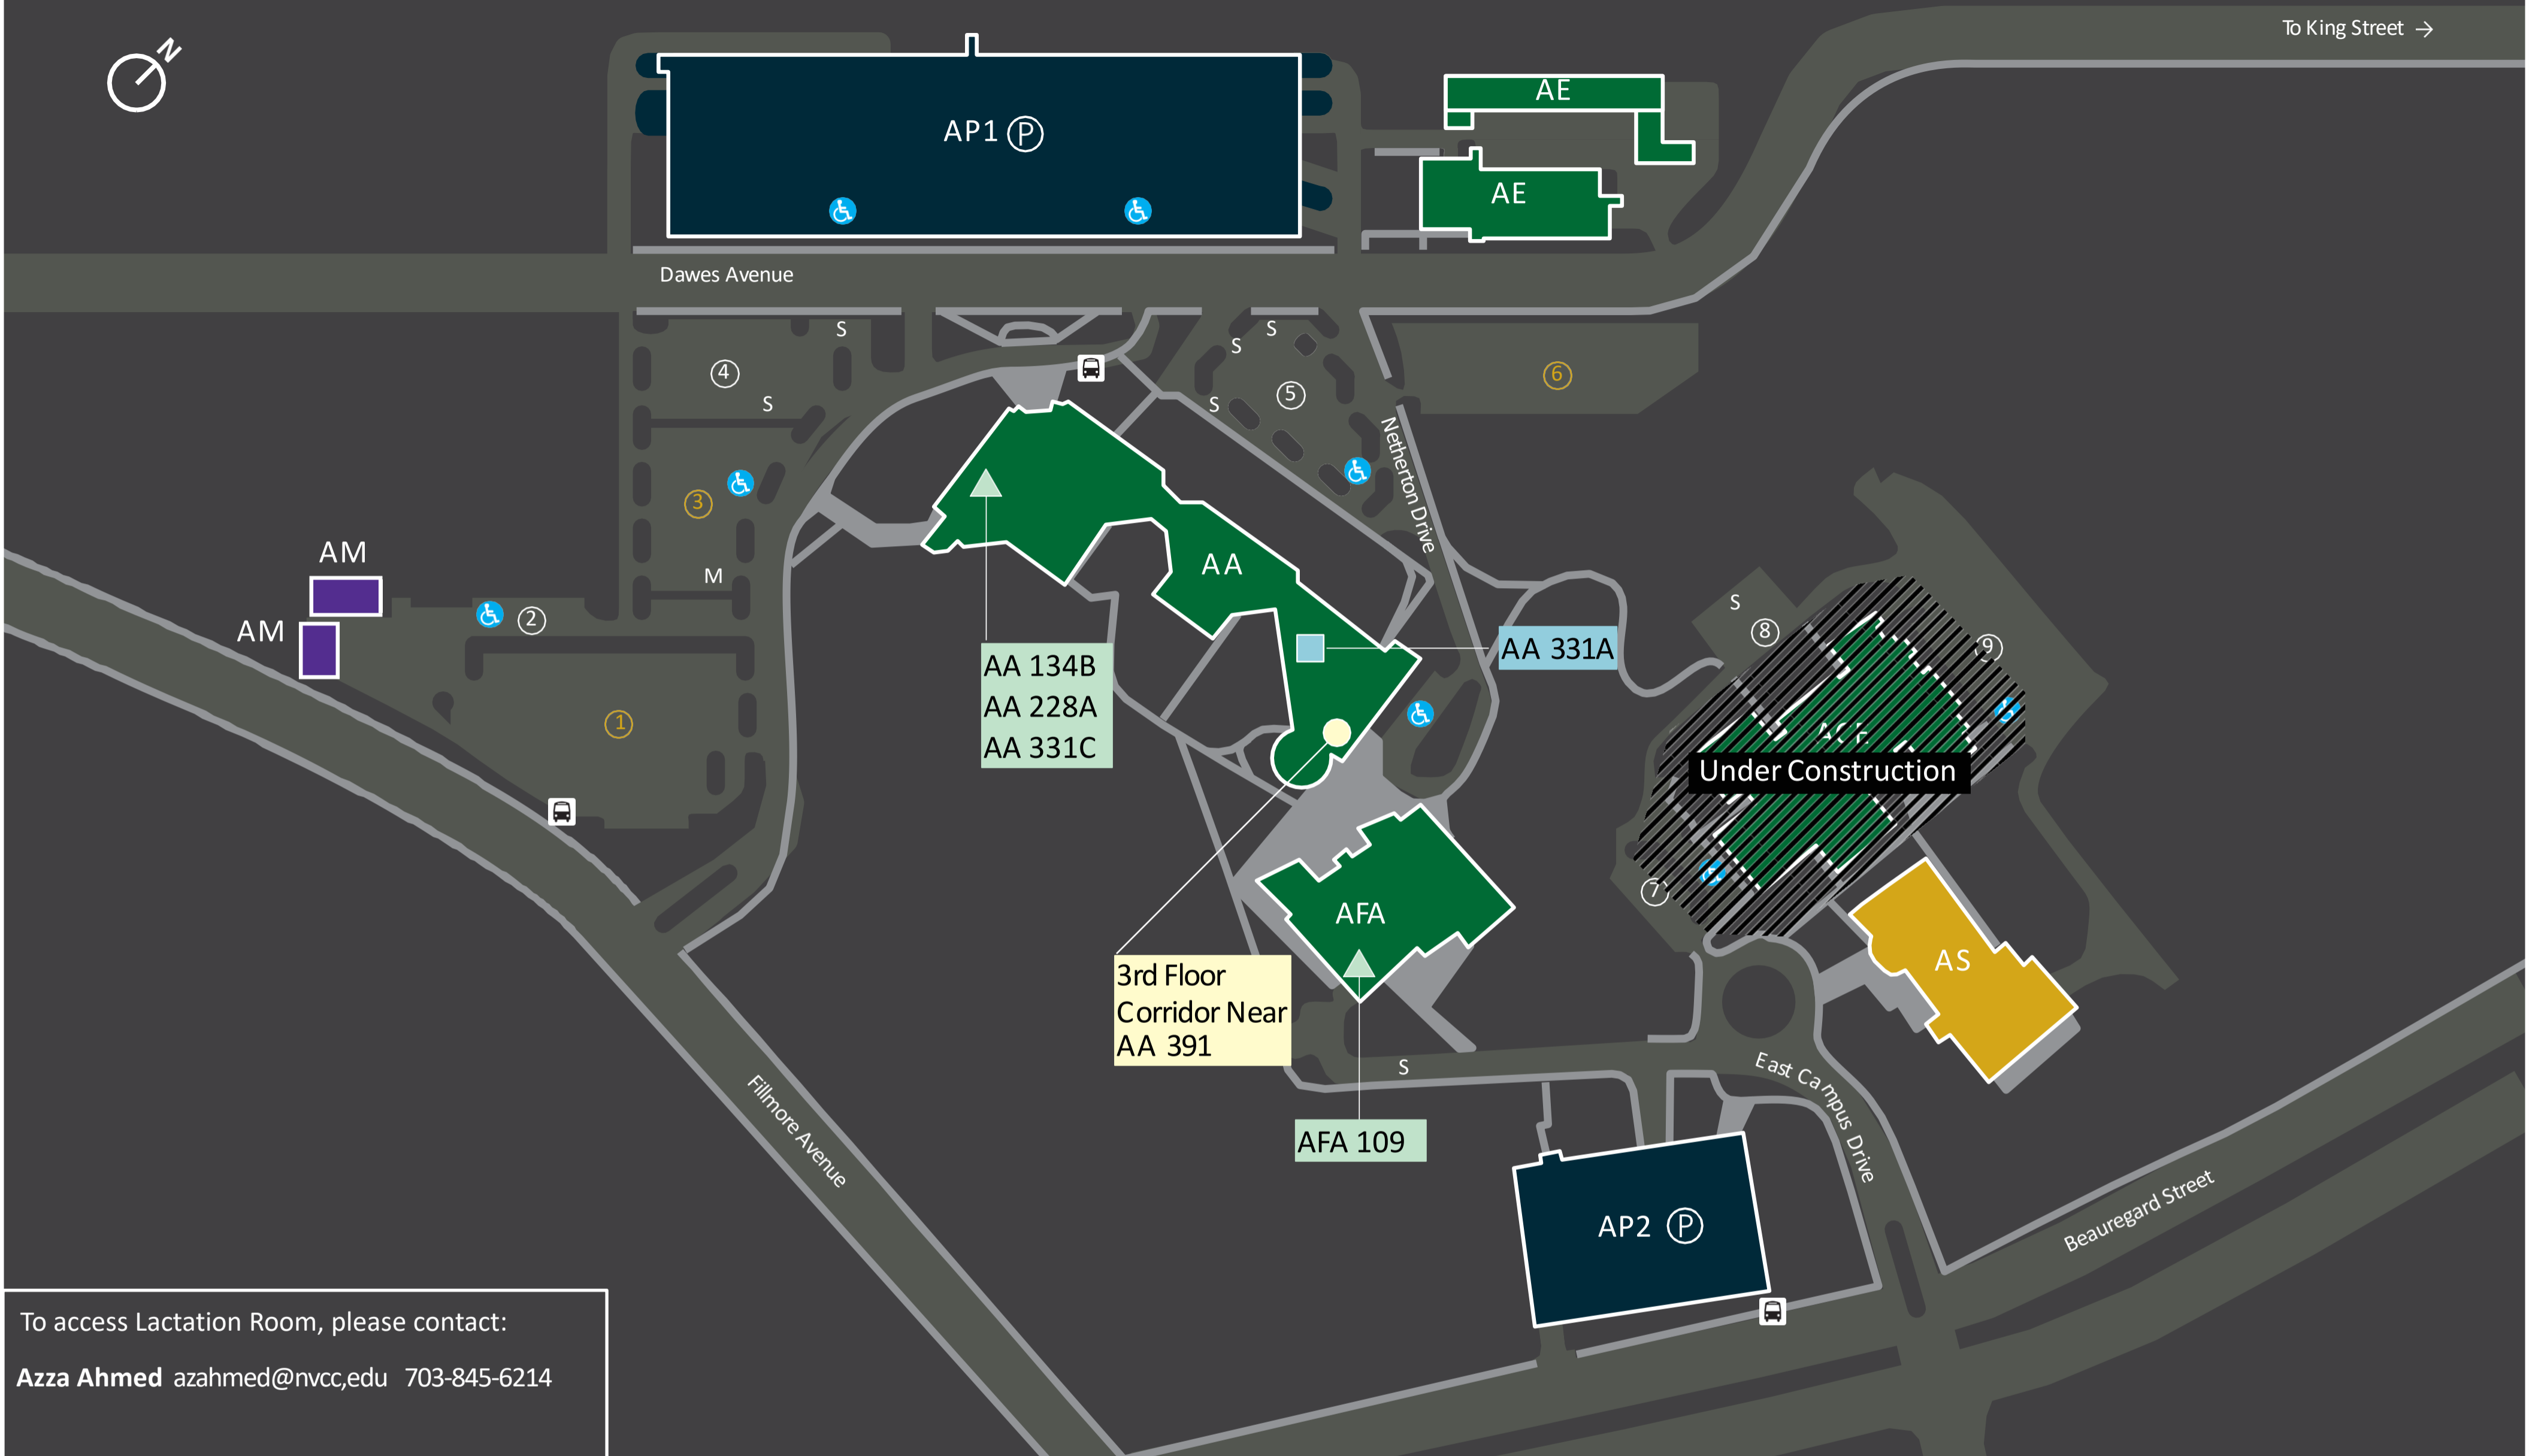 N
To King Street →
AP1 P
AE
AE
Dawes Avenue
S
S
S
4
5
6
S
S
Netherton Drive
3
AA
AM
M
S
2
8
9
AM
AA 331A
AA 134B
AA 228A
AA 331C
1
Under Construction
7
AFA
AS
3rd Floor
Corridor Near
AA 391
S
East Campus Drive
Fillmore Avenue
AFA 109
AP2 P
Beauregard Street
To access Lactation Room, please contact:
Azza Ahmed azahmed@nvcc,edu 703-845-6214